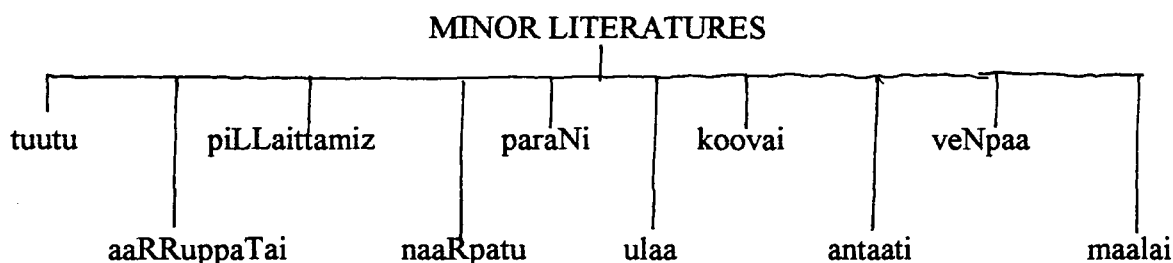 MINOR LITERATURES
tuutu piLLaittamiz paraNi koovai veNpaa
aaRRuppaTai naaRpatu ulaa antaati maalai